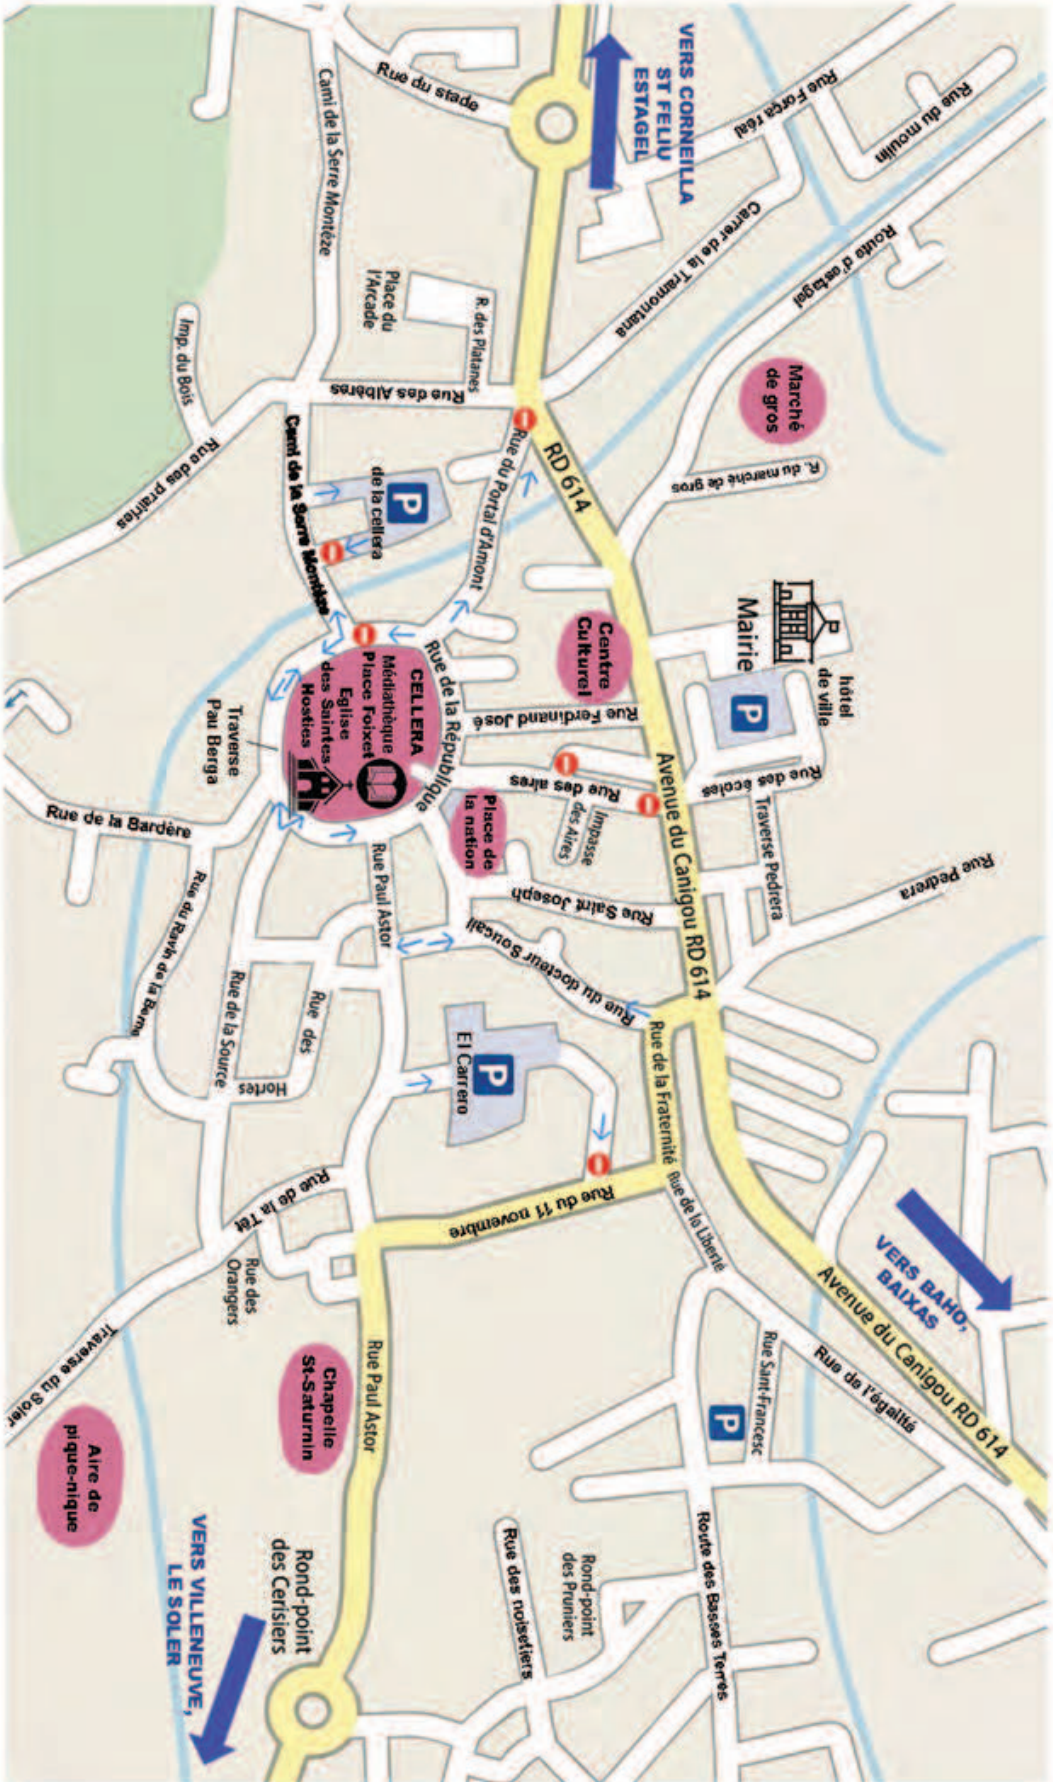 VERS CORNEILLA
ST FELIU
ESTAGEL
Rue du stade
Cami de la Serre Montèze
Rue Força réal
Rue du moulin
Route d'estagel
Carrer de la Tramontana
Place du
l'Arcade
R. des Platanes
Imp. du Bois
Rue des Albères
Marché
de gros
R. du marché de gros
RD 614
Rue du Portal d'Amont
Rue des prairies
Cami de la Serre Montèze
P
de la cellera
Centre
Culturel
Mairie
hôtel
de ville
P
Rue de la République
CELLERA
Médiathèque
Place Foixet
Eglise
des Saintes
Hosties
Traverse
Pau Berga
Rue Ferdinand José
Rue des aires
Impasse
des Aires
Rue des écoles
Traverse Pedrera
Rue Pedrera
Avenue du Canigou RD 614
Place de
la nation
Rue Saint Joseph
Rue de la Bardère
Rue du Ravin de la Berne
Rue Paul Astor
Rue du docteur Soucail
Rue de la Source
Rue des
Hortes
El Carrero
P
Rue de la Fraternité
Rue de la Liberté
Rue du 11 novembre
Rue de la Têt
Rue des
Orangers
Traverse du Soler
VERS BAHO,
BAIXAS
Avenue du Canigou RD 614
Rue de l'égalité
Rue Sant-Francesc
P
Rue Paul Astor
Chapelle
St-Saturnin
Aire de
pique-nique
Route des Basses Terres
Rond-point
des Pruniers
Rue des noisetiers
Rond-point
des Cerisiers
VERS VILLENEUVE,
LE SOLER